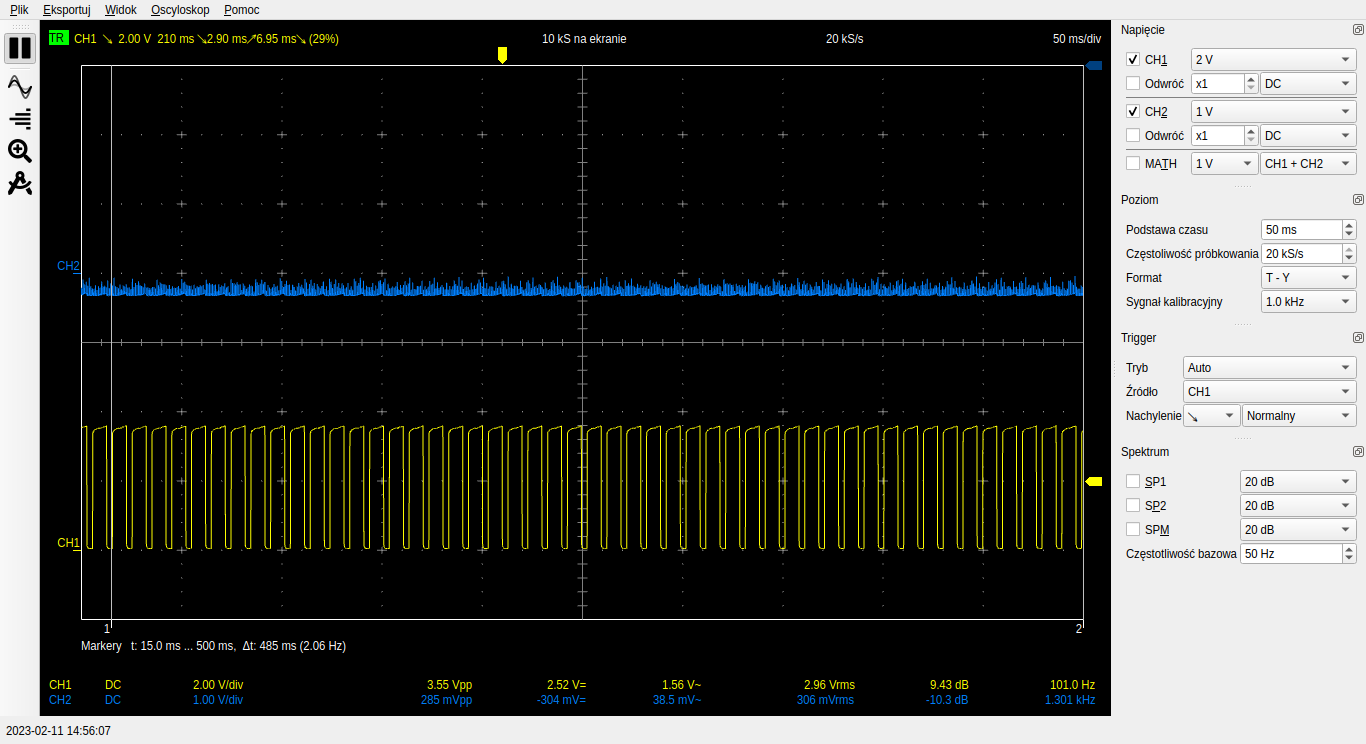 Plik Eksportuj Widok Oscyloskop Pomoc
TR CH1 ↘ 2.00 V 210 ms ↘2.90 ms↗6.95 ms↘ (29%) 10 kS na ekranie 20 kS/s 50 ms/div
CH2
CH1
1 2
Markery t: 15.0 ms ... 500 ms, Δt: 485 ms (2.06 Hz)
CH1 DC 2.00 V/div 3.55 Vpp 2.52 V= 1.56 V~ 2.96 Vrms 9.43 dB 101.0 Hz
CH2 DC 1.00 V/div 285 mVpp -304 mV= 38.5 mV~ 306 mVrms -10.3 dB 1.301 kHz
2023-02-11 14:56:07
Napięcie
CH1 2 V
Odwróć x1 DC
CH2 1 V
Odwróć x1 DC
MATH 1 V CH1 + CH2
Poziom
Podstawa czasu 50 ms
Częstoliwość próbkowania 20 kS/s
Format T - Y
Sygnał kalibracyjny 1.0 kHz
Trigger
Tryb Auto
Źródło CH1
Nachylenie ↘ Normalny
Spektrum
SP1 20 dB
SP2 20 dB
SPM 20 dB
Częstotliwość bazowa 50 Hz